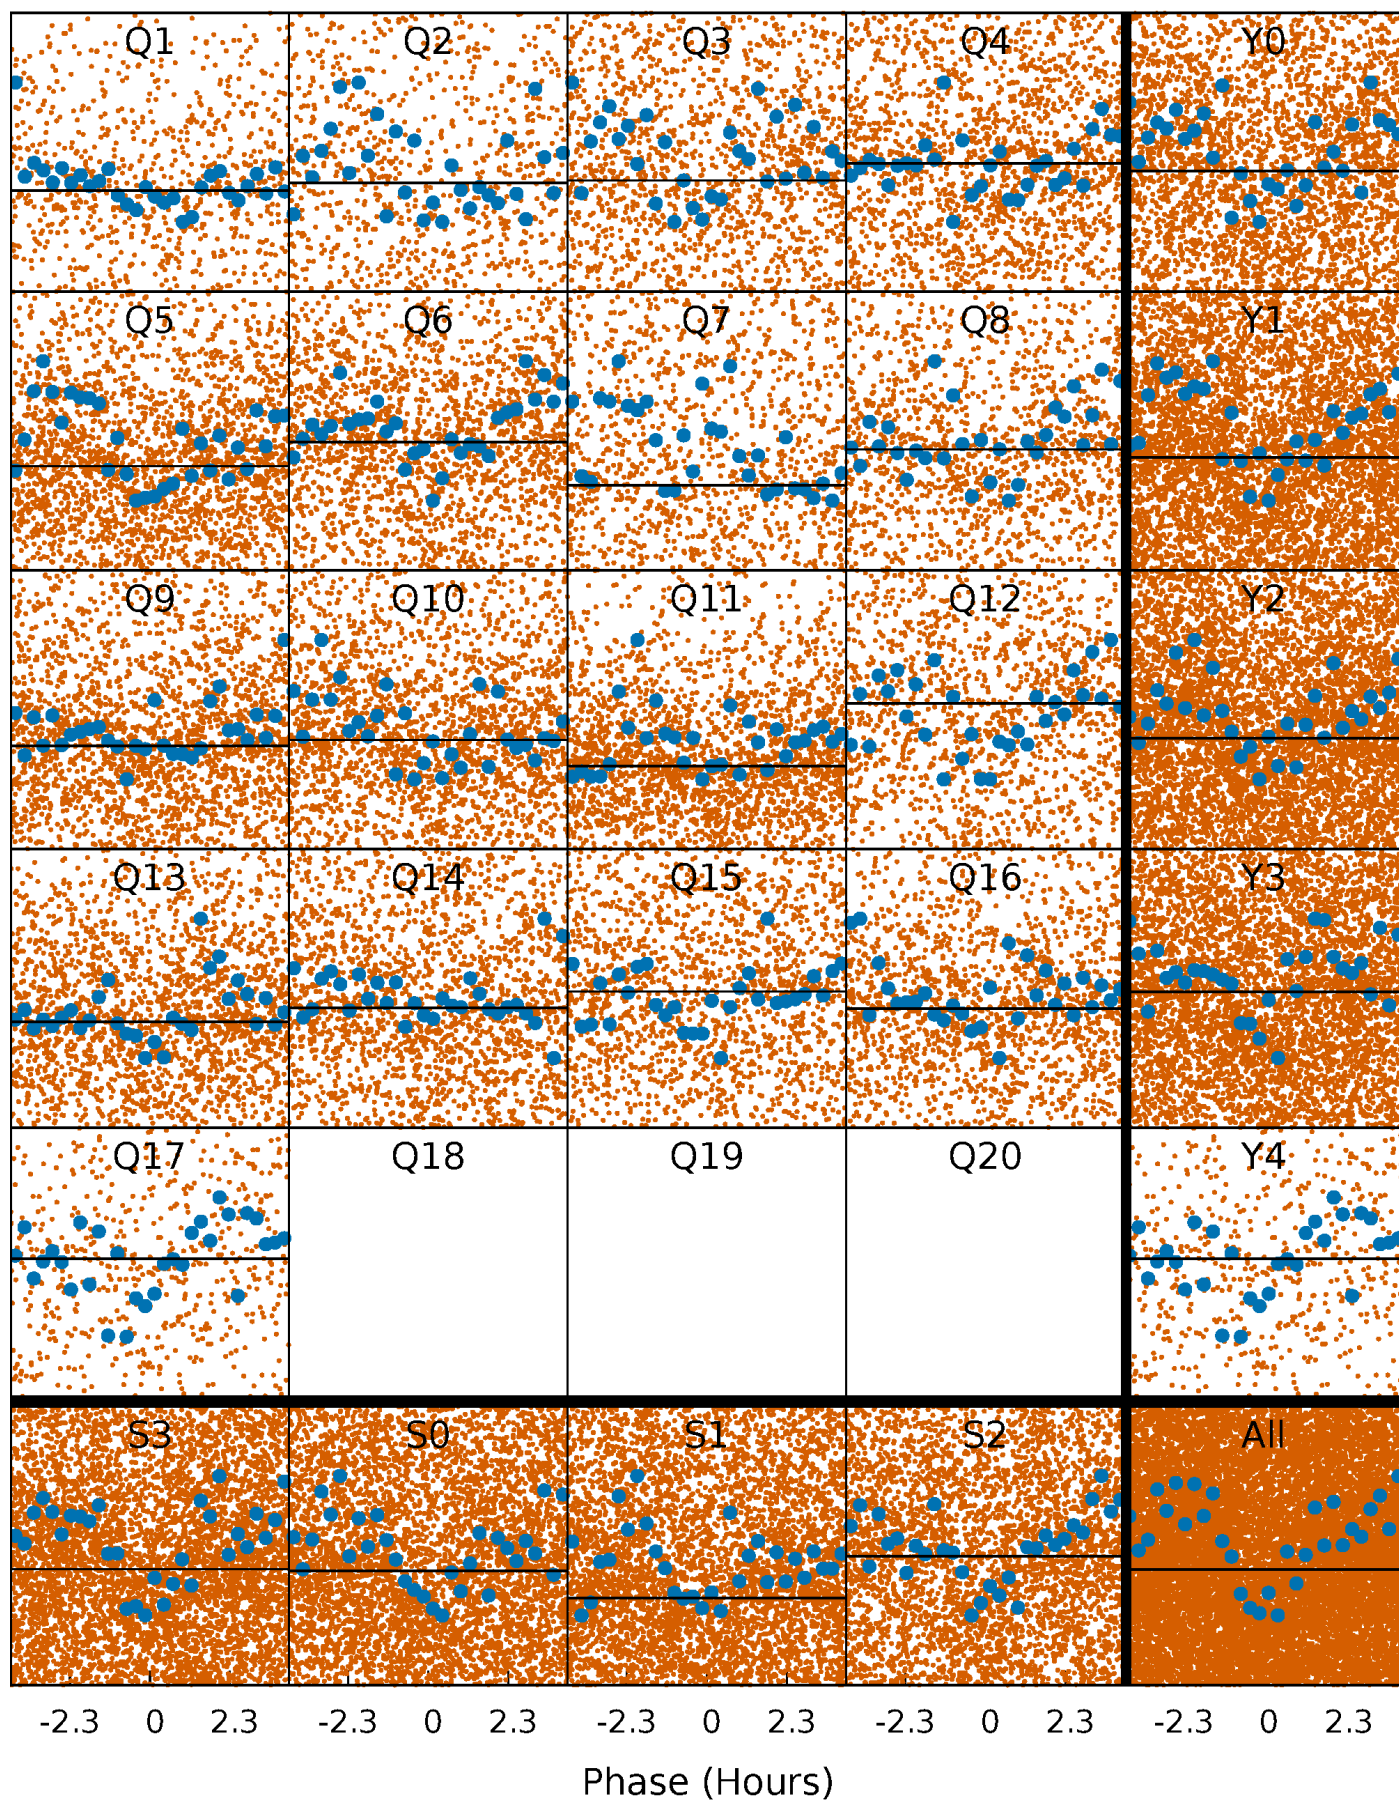 Q1 Q2 Q3 Q4 Y0
Q5 Q6 Q7 Q8 Y1
Q9 Q10 Q11 Q12 Y2
Q13 Q14 Q15 Q16 Y3
Q17 Q18 Q19 Q20 Y4
S3 S0 S1 S2 All
-2.3 0 2.3 -2.3 0 2.3 -2.3 0 2.3 -2.3 0 2.3 -2.3 0 2.3
Phase (Hours)